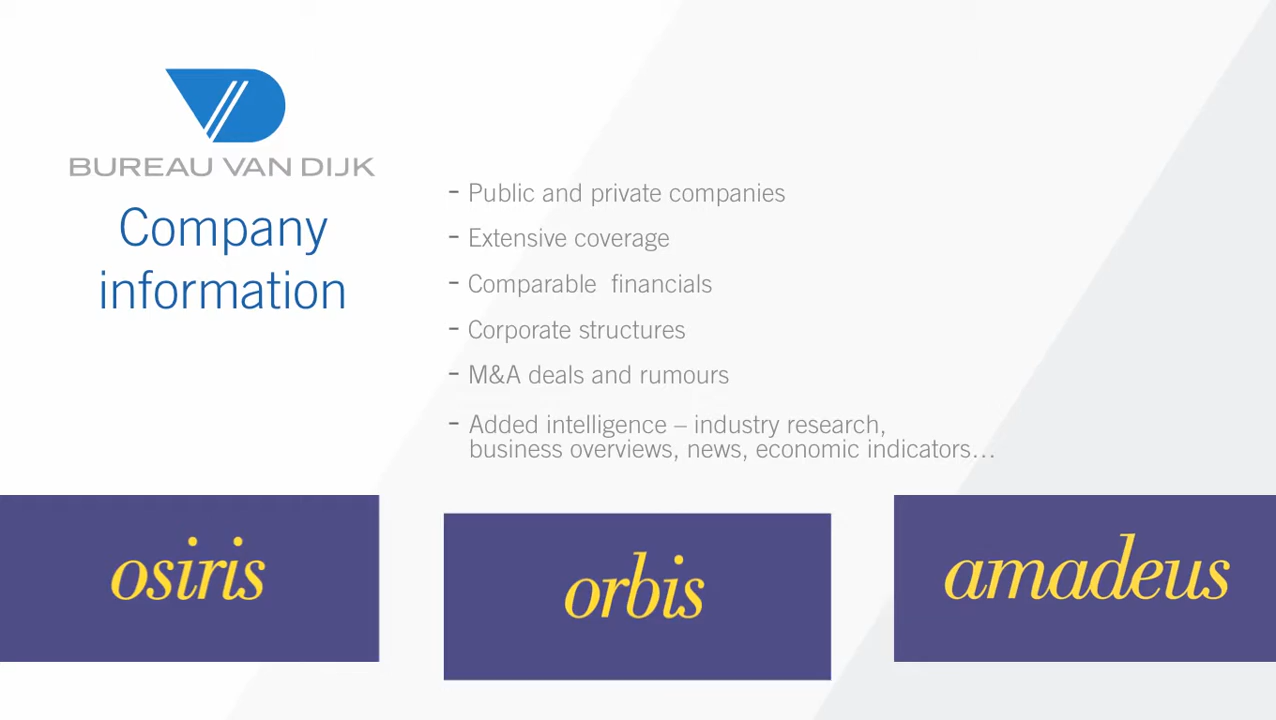 BUREAU VAN DIJK
Company
information
- Public and private companies
- Extensive coverage
- Comparable financials
- Corporate structures
- M&A deals and rumours
- Added intelligence – industry research,
business overviews, news, economic indicators…
osiris
orbis
amadeus